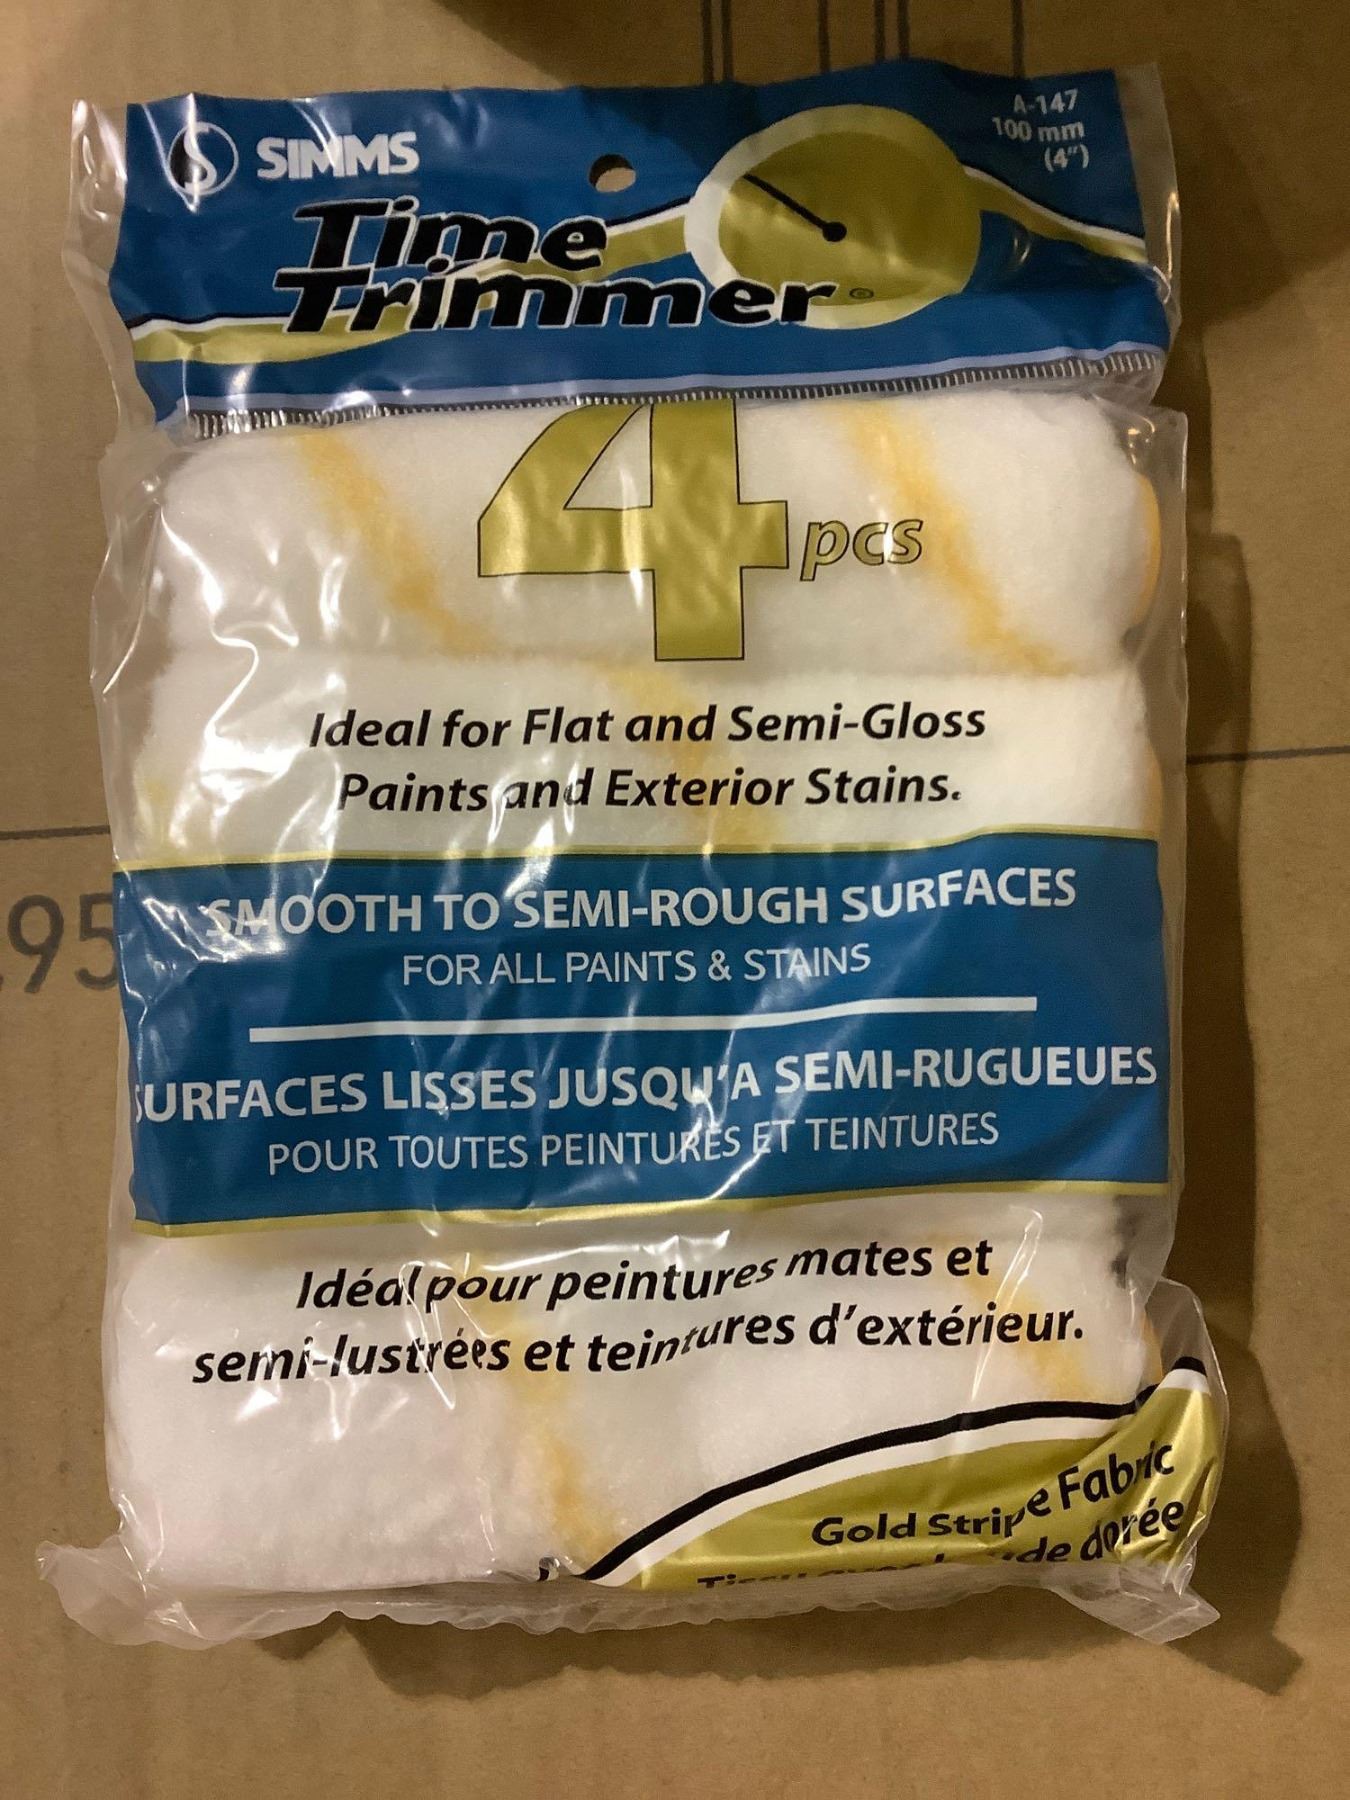 SIMMS
A-147
100 mm
(4")
Time
Trimmer®
4 pcs
Ideal for Flat and Semi-Gloss
Paints and Exterior Stains.
SMOOTH TO SEMI-ROUGH SURFACES
FOR ALL PAINTS & STAINS
SURFACES LISSES JUSQU'A SEMI-RUGUEUES
POUR TOUTES PEINTURES ET TEINTURES
Idéal pour peintures mates et
semi-lustrées et teintures d'extérieur.
Gold Stripe Fabric
dorée
95